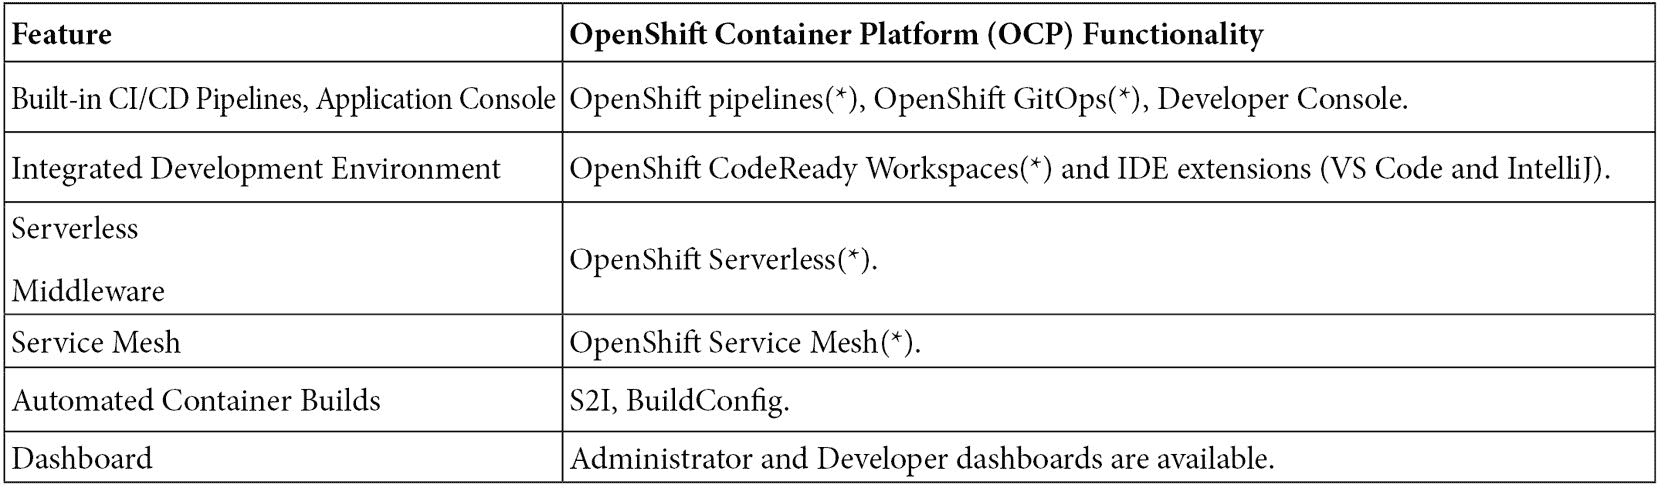 Feature OpenShift Container Platform (OCP) Functionality
Built-in CI/CD Pipelines, Application Console OpenShift pipelines(*), OpenShift GitOps(*), Developer Console.
Integrated Development Environment OpenShift CodeReady Workspaces(*) and IDE extensions (VS Code and IntelliJ).
Serverless
Middleware
OpenShift Serverless(*).
Service Mesh OpenShift Service Mesh(*).
Automated Container Builds S2I, BuildConfig.
Dashboard Administrator and Developer dashboards are available.